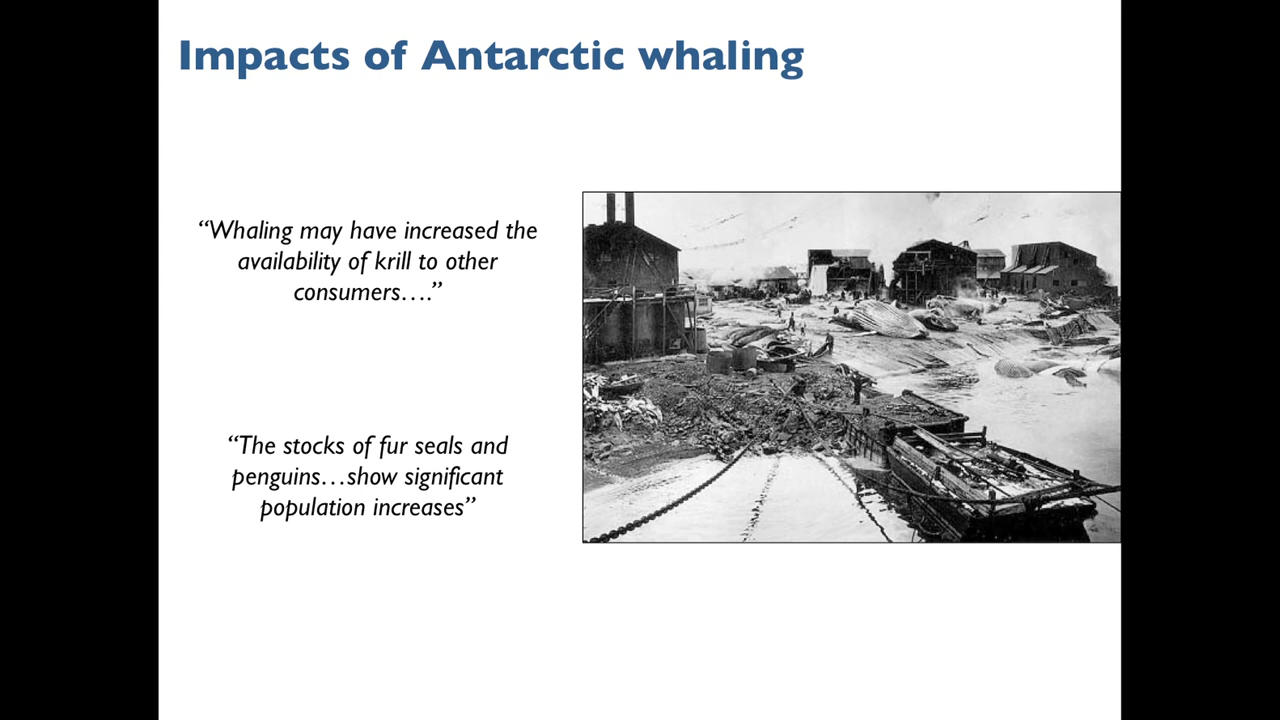 Impacts of Antarctic whaling
“Whaling may have increased the
availability of krill to other
consumers….”
“The stocks of fur seals and
penguins…show significant
population increases”